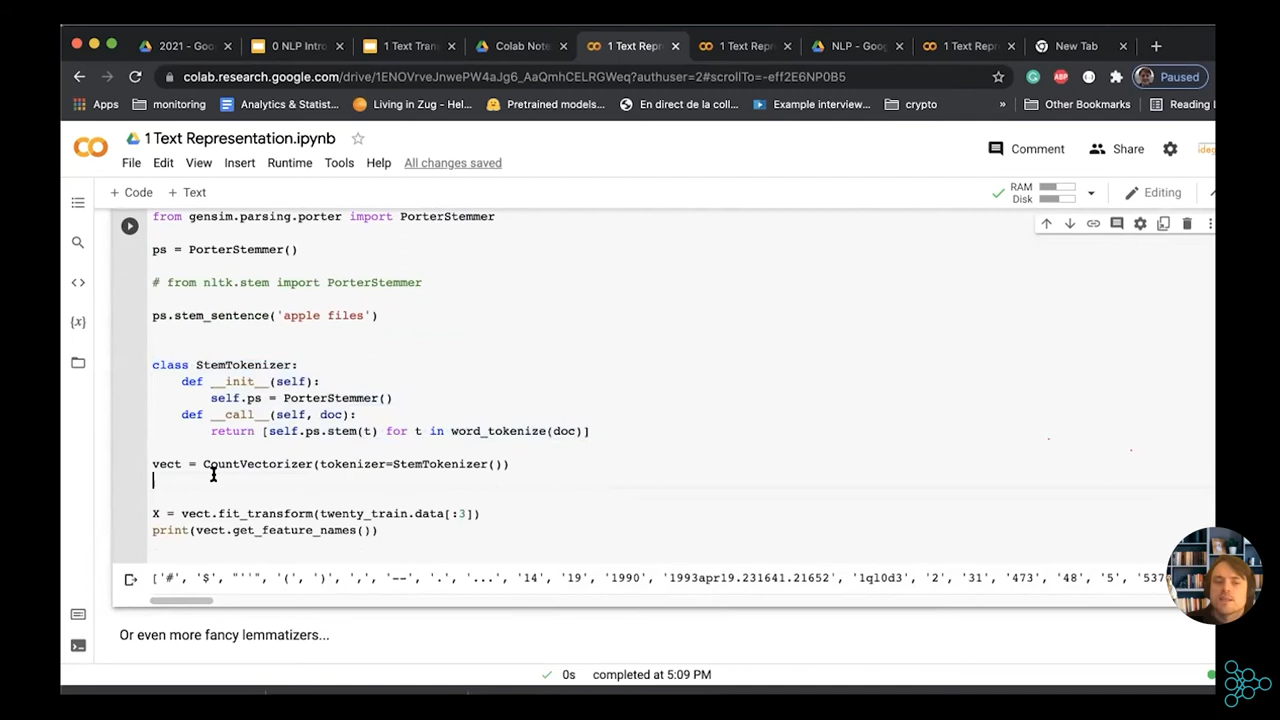 2021 - Goo
0 NLP Intro
1 Text Tran
Colab Note
1 Text Repr
1 Text Repr
NLP - Goog
1 Text Repr
New Tab
colab.research.google.com/drive/1ENOVrveJnwePW4aJg6_AaQmhCELRGWeq?authuser=2#scrollTo=-eff2E6NP0B5
ABP
Paused
Apps
monitoring
Analytics & Statist...
Living in Zug - Hel...
Pretrained models...
En direct de la coll...
Example interview...
crypto
»
Other Bookmarks
Reading
1 Text Representation.ipynb
File Edit View Insert Runtime Tools Help All changes saved
Comment
Share
+ Code + Text
RAM
Disk
Editing
from gensim.parsing.porter import PorterStemmer
ps = PorterStemmer()
# from nltk.stem import PorterStemmer
ps.stem_sentence('apple files')
class StemTokenizer:
def __init__(self):
self.ps = PorterStemmer()
def __call__(self, doc):
return [self.ps.stem(t) for t in word_tokenize(doc)]
vect = CountVectorizer(tokenizer=StemTokenizer())
X = vect.fit_transform(twenty_train.data[:3])
print(vect.get_feature_names())
['#', '$', "''", '(', ')', ',', '--', '.', '...', '14', '19', '1990', '1993apr19.231641.21652', '1ql0d3', '2', '31', '473', '48', '5', '537
Or even more fancy lemmatizers...
0s completed at 5:09 PM